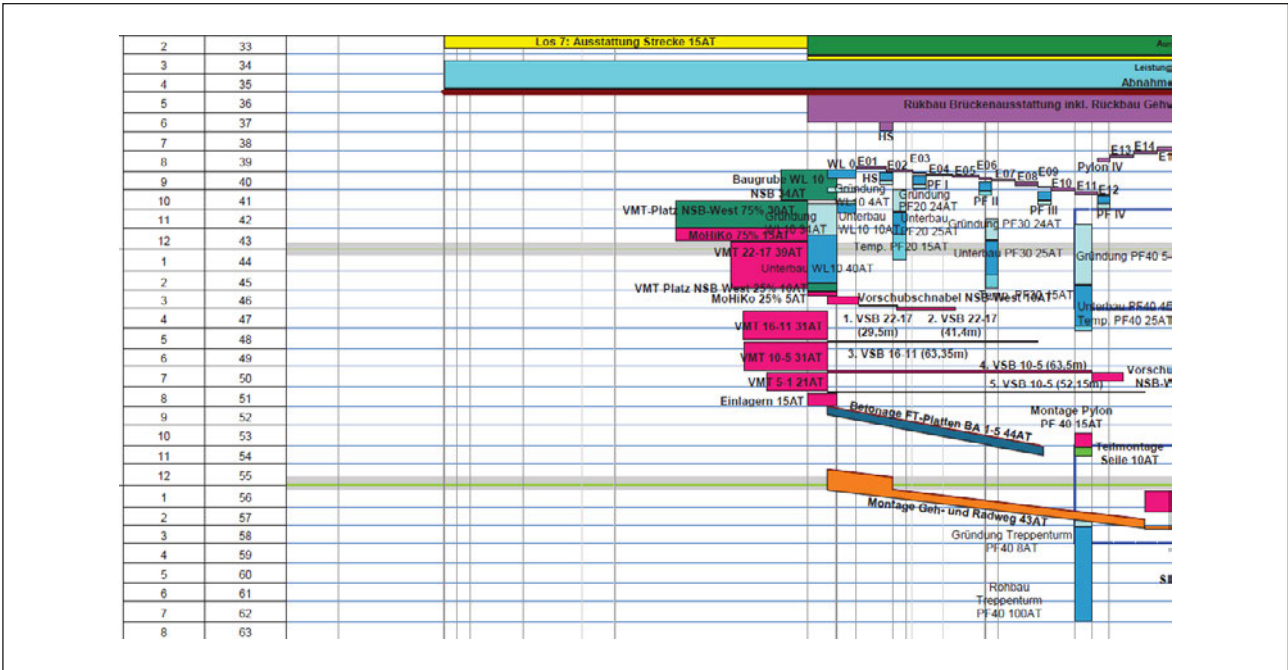 2 33 Los 7: Ausstattung Strecke 15AT Aus
3 34 Leistung
4 35 Abnahme
5 36 Rükbau Brückenausstattung inkl. Rückbau Gehv
6 37
HS
7 38
E13 E14
8 39 WL 0 E01 E02 E03 Pylon IV E1
E04 E05 E06 E07 E08 E09 E10 E11 E12
9 40 Baugrube WL 10 HS PF I
10 41 NSB 34AT Gründung WL10 4AT Gründung PF20 24AT PF II PF III PF IV
11 42 VMT-Platz NSB-West 75% 30AT Gründung WL10 34AT Unterbau WL10 10AT Unterbau PF20 25AT Gründung PF30 24AT
12 43 MoHiKo 75% 15AT
VMT 22-17 39AT Temp. PF20 15AT Unterbau PF30 25AT Gründung PF40 5
1 44 Unterbau WL10 40AT
2 45 VMT Platz NSB West 25% 10AT
3 46 MoHiKo 25% 5AT Vorschubschnabel NSB-West 10AT Unterbau PF40 4
4 47 VMT 16-11 31AT 1. VSB 22-17 2. VSB 22-17 Temp. PF40 25AT
5 48 (29,5m) (41,4m)
6 49 VMT 10-5 31AT 3. VSB 16-11 (63,35m)
4. VSB 10-5 (63,5m)
7 50 VMT 5-1 21AT 5. VSB 10-5 (52,15m) Vorschu
NSB-W
8 51 Einlagern 15AT
9 52 Betonage FT-Platten BA 1-5 44AT Montage Pylon
10 53 PF 40 15AT
11 54 Teilmontage
Seile 10AT
12 55
1 56
2 57 Montage Geh- und Radweg 43AT
3 58 Gründung Treppenturm
4 59 PF40 8AT
5 60
6 61 Rohbau
Treppenturm
7 62 PF40 100AT
8 63